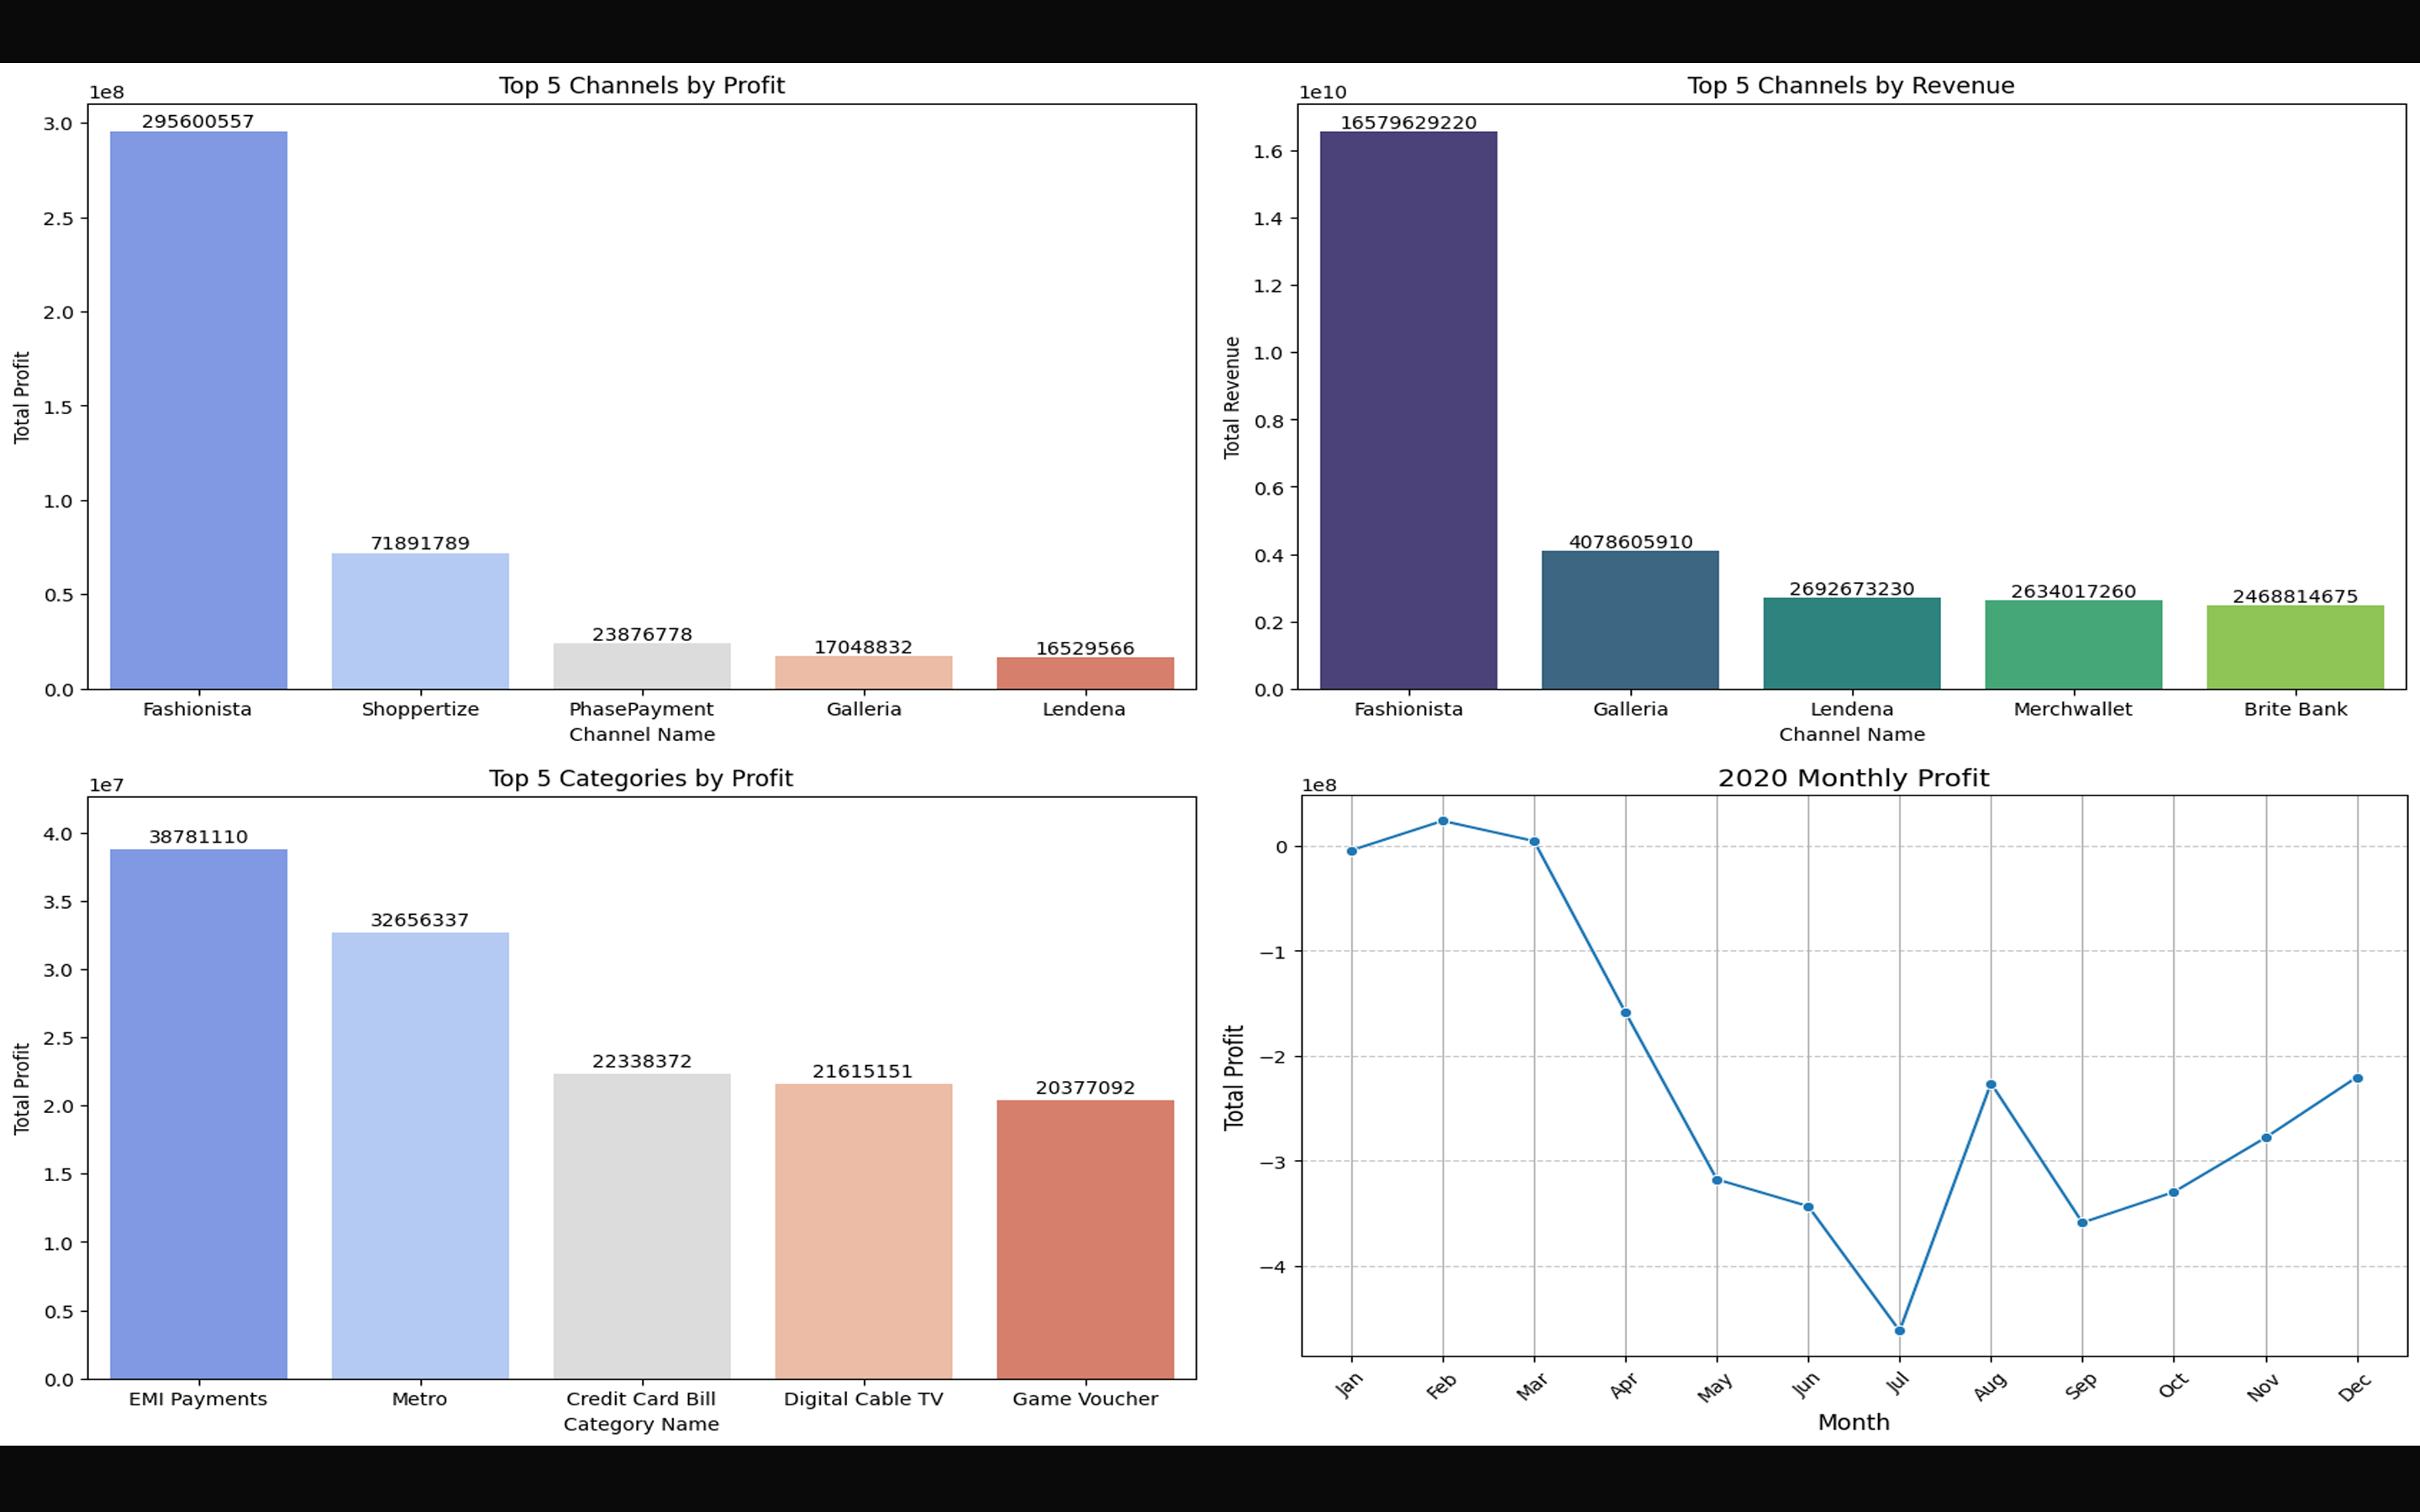 Top 5 Channels by Profit
1e8
3.0
2.5
2.0
1.5
1.0
0.5
0.0
Total Profit
295600557
71891789
23876778
17048832
16529566
Fashionista Shoppertize PhasePayment Galleria Lendena
Channel Name
Top 5 Channels by Revenue
1e10
1.6
1.4
1.2
1.0
0.8
0.6
0.4
0.2
0.0
Total Revenue
16579629220
4078605910
2692673230
2634017260
2468814675
Fashionista Galleria Lendena Merchwallet Brite Bank
Channel Name
Top 5 Categories by Profit
1e7
4.0
3.5
3.0
2.5
2.0
1.5
1.0
0.5
0.0
Total Profit
38781110
32656337
22338372
21615151
20377092
EMI Payments Metro Credit Card Bill Digital Cable TV Game Voucher
Category Name
2020 Monthly Profit
1e8
0
−1
−2
−3
−4
Total Profit
Jan Feb Mar Apr May Jun Jul Aug Sep Oct Nov Dec
Month